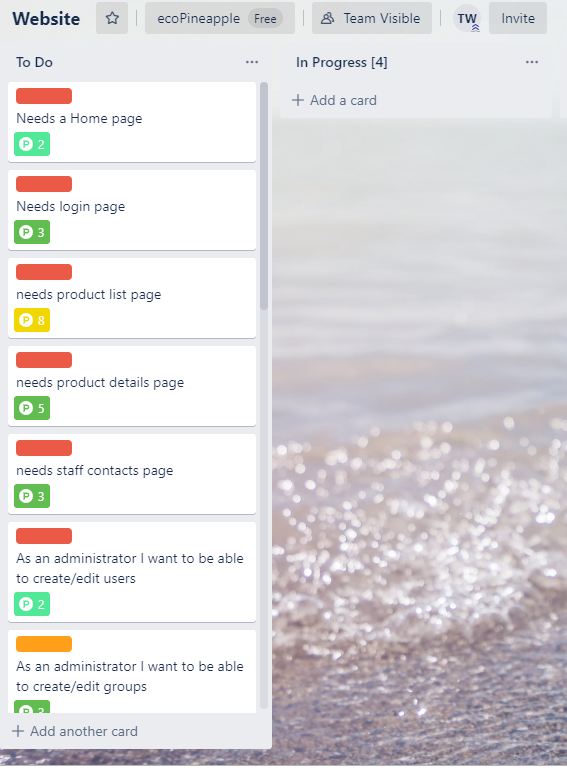 Website
ecoPineapple Free
Team Visible
TW
Invite
To Do
Needs a Home page
P 2
Needs login page
P 3
needs product list page
P 8
needs product details page
P 5
needs staff contacts page
P 3
As an administrator I want to be able
to create/edit users
P 2
As an administrator I want to be able
to create/edit groups
+ Add another card
In Progress [4]
+ Add a card